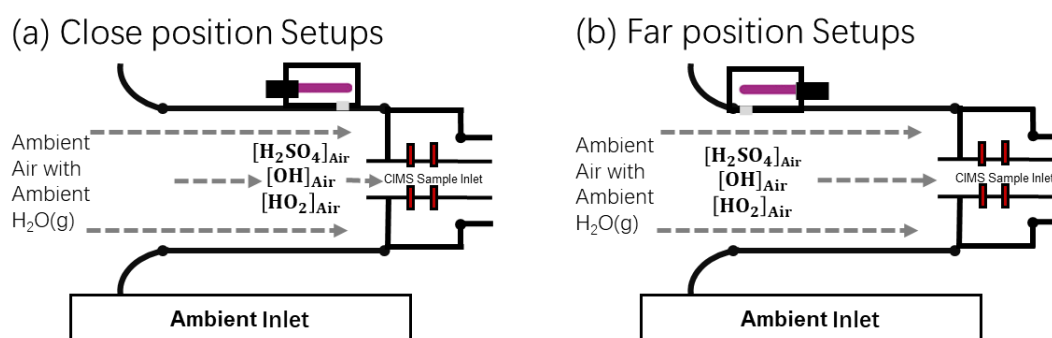 (a) Close position Setups
Ambient
Air with
Ambient
H₂O(g)
[H₂SO₄]Air
[OH]Air
[HO₂]Air
CIMS Sample Inlet
Ambient Inlet
(b) Far position Setups
Ambient
Air with
Ambient
H₂O(g)
[H₂SO₄]Air
[OH]Air
[HO₂]Air
CIMS Sample Inlet
Ambient Inlet